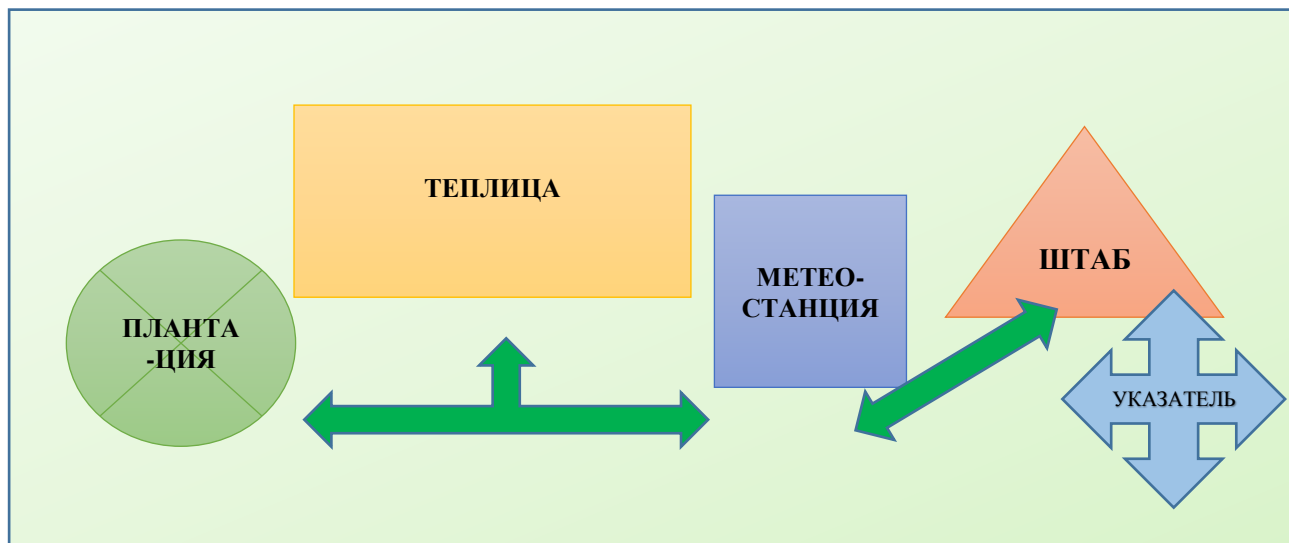 ТЕПЛИЦА
ПЛАНТА
-ЦИЯ
МЕТЕО-
СТАНЦИЯ
ШТАБ
УКАЗАТЕЛЬ